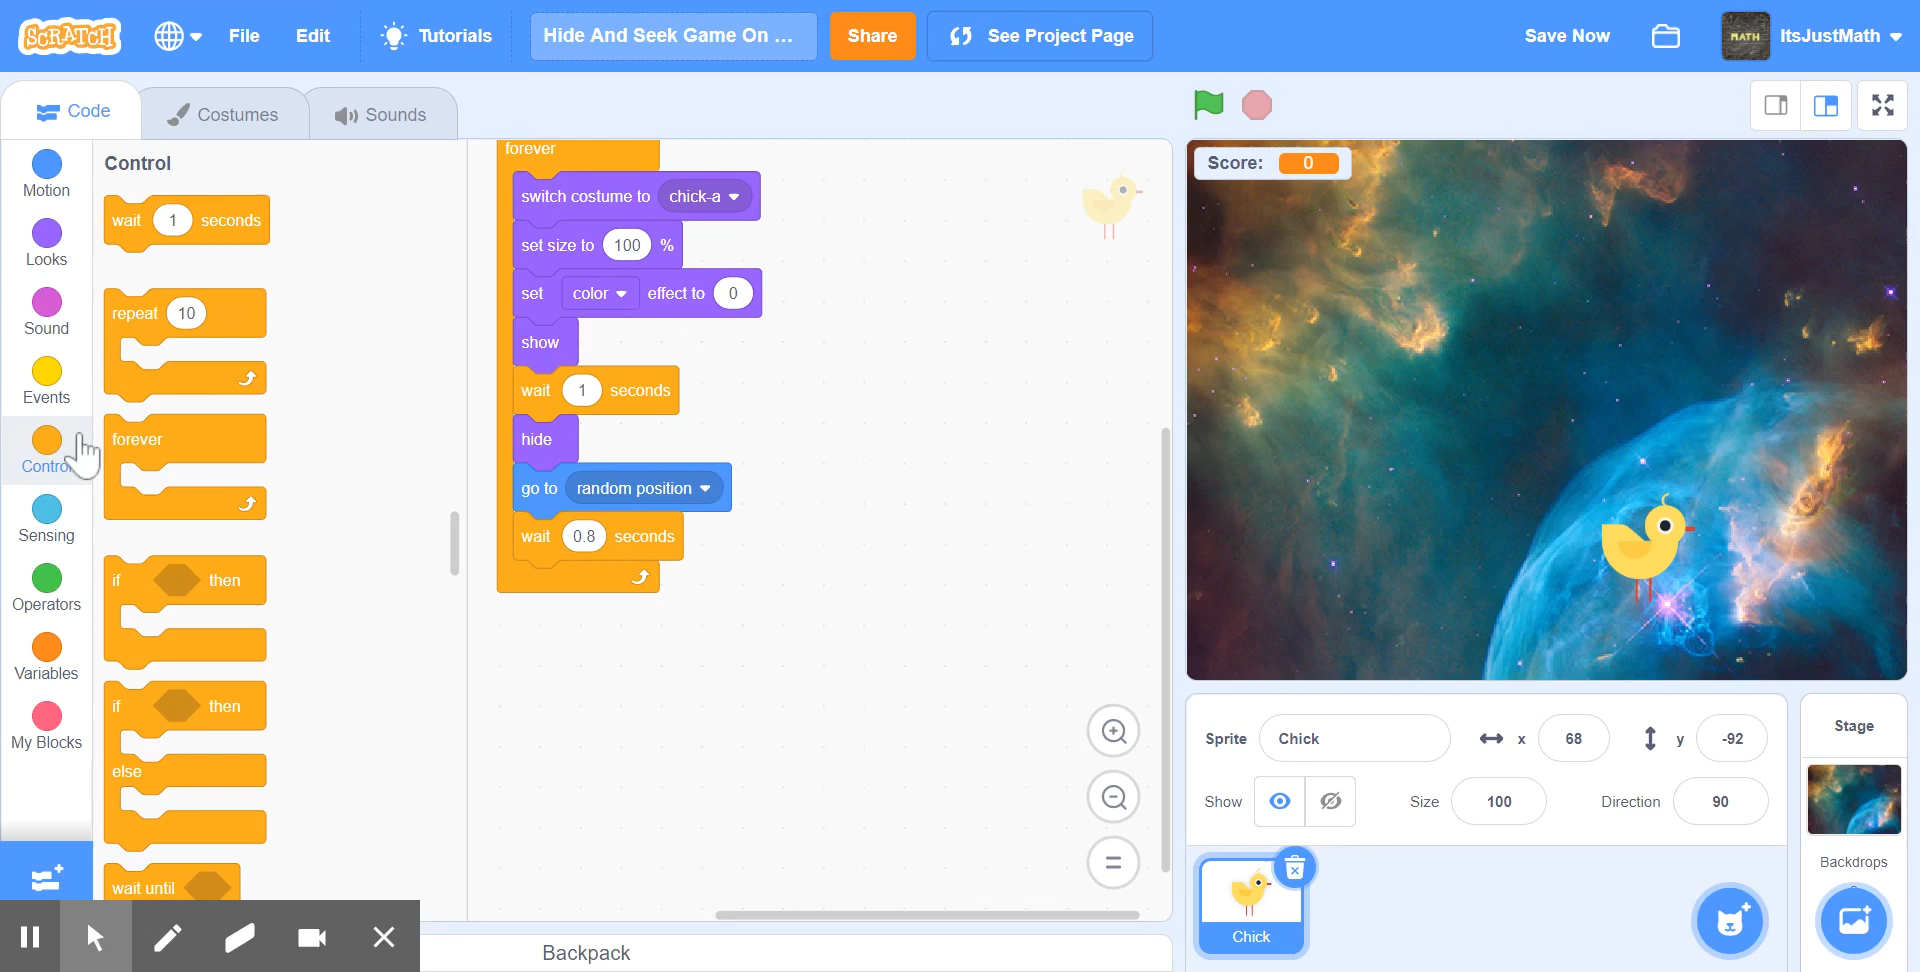 SCRATCH
File
Edit
Tutorials
Hide And Seek Game On ...
Share
See Project Page
Save Now
MATH
ItsJustMath
Code
Costumes
Sounds
Motion
Looks
Sound
Events
Control
Sensing
Operators
Variables
My Blocks
Control
wait 1 seconds
repeat 10
forever
if then
if then
else
wait until
forever
switch costume to chick-a
set size to 100 %
set color effect to 0
show
wait 1 seconds
hide
go to random position
wait 0.8 seconds
Backpack
Score: 0
Sprite Chick x 68 y -92
Show Size 100 Direction 90
Chick
Stage
Backdrops